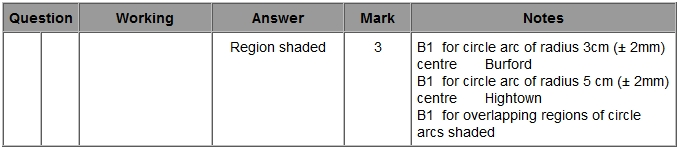 Question Working Answer Mark Notes
Region shaded 3 B1 for circle arc of radius 3cm (± 2mm)
centre Burford
B1 for circle arc of radius 5 cm (± 2mm)
centre Hightown
B1 for overlapping regions of circle
arcs shaded